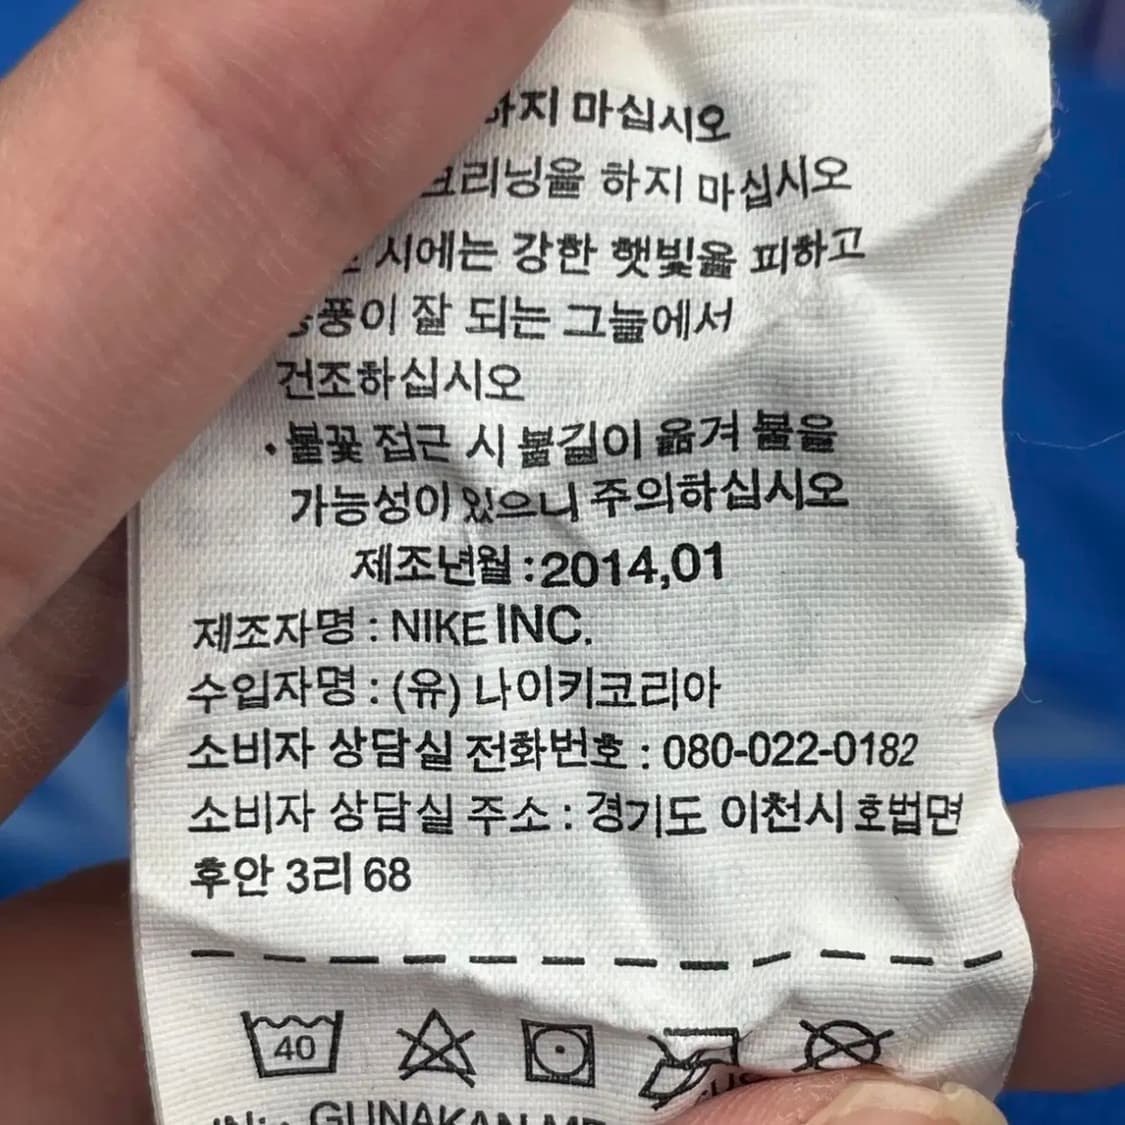 하지 마십시오
크리닝을 하지 마십시오
시에는 강한 햇빛을 피하고
통풍이 잘 되는 그늘에서
건조하십시오
• 불꽃 접근 시 불길이 옮겨 붙을
가능성이 있으니 주의하십시오
제조년월 : 2014,01
제조자명 : NIKE INC.
수입자명 : (유) 나이키코리아
소비자 상담실 전화번호 : 080-022-0182
소비자 상담실 주소 : 경기도 이천시 호법면
후안 3리 68
40
GUNAKAN